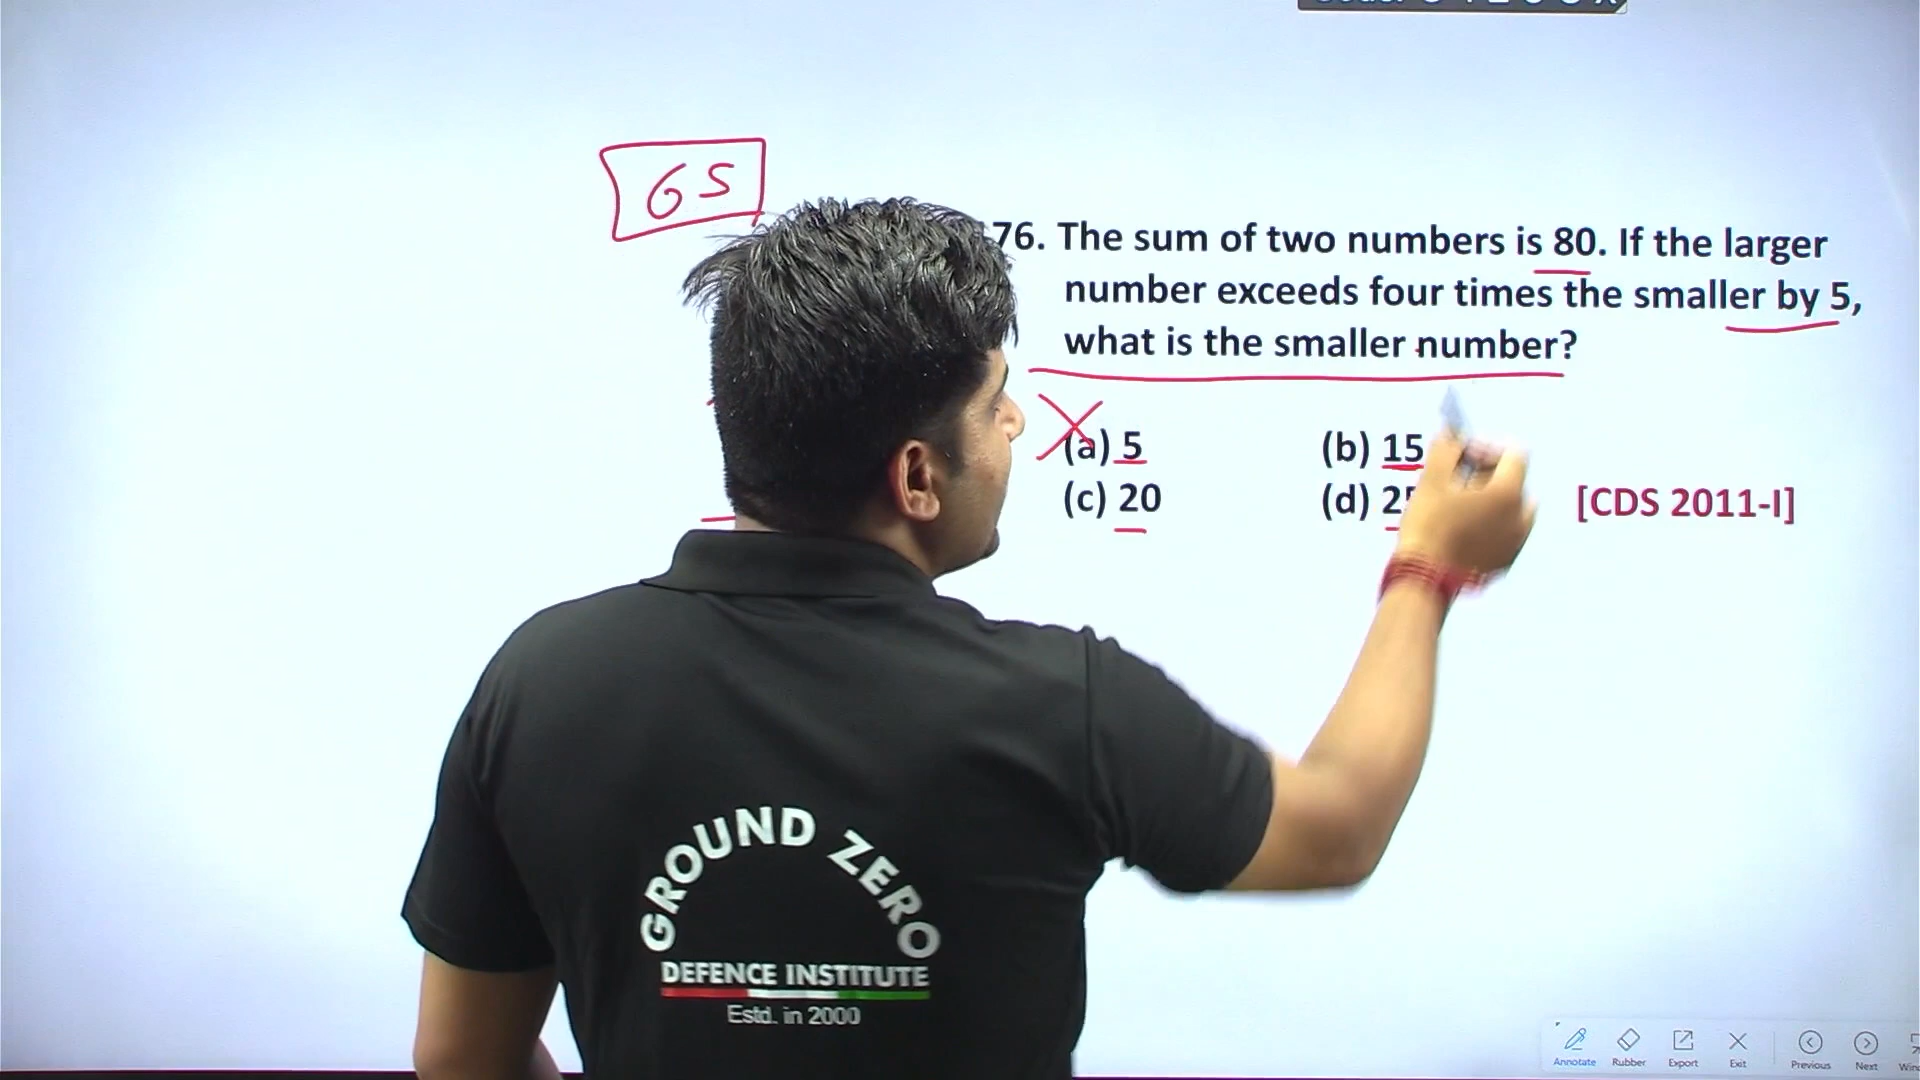 65
76. The sum of two numbers is 80. If the larger
number exceeds four times the smaller by 5,
what is the smaller number?
(a) 5
(b) 15
(c) 20
(d) 2
[CDS 2011-I]
GROUND ZERO
DEFENCE INSTITUTE
Estd. in 2000
Annotate Rubber Export Exit Previous Next